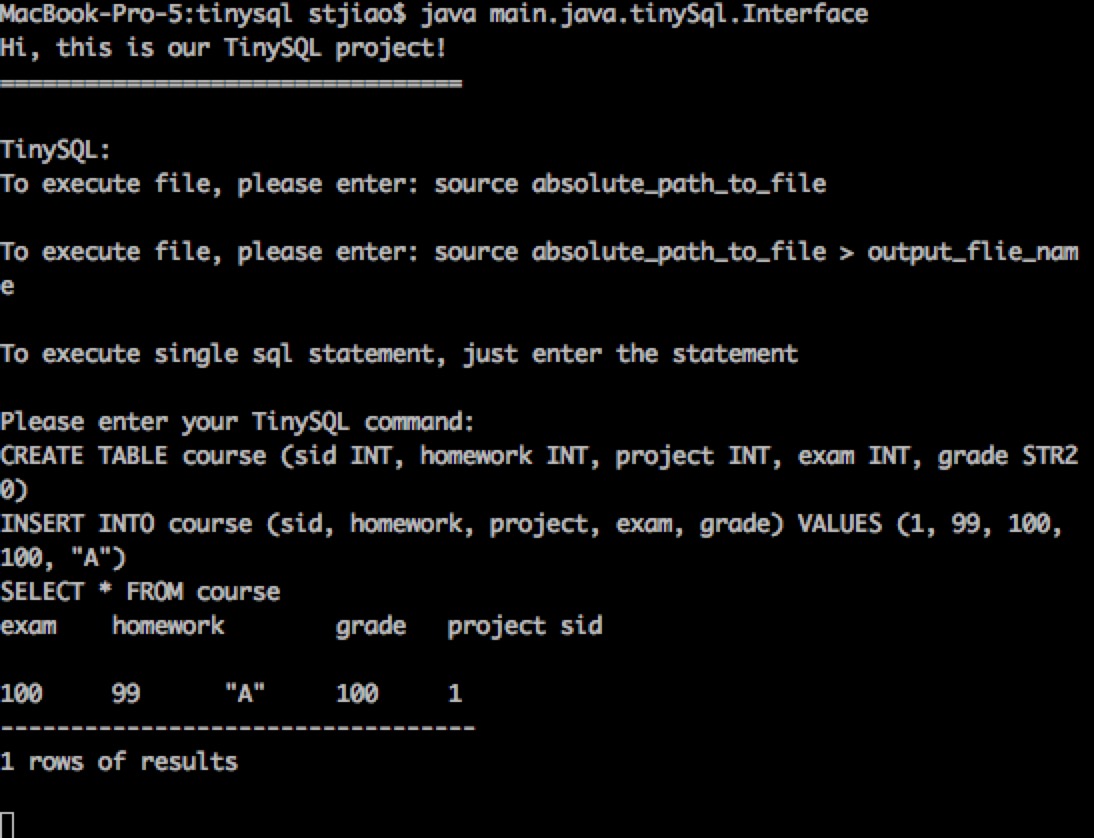 MacBook-Pro-5:tinysql stjiao$ java main.java.tinySql.Interface
Hi, this is our TinySQL project!
=================================
TinySQL:
To execute file, please enter: source absolute_path_to_file
To execute file, please enter: source absolute_path_to_file > output_flie_nam
e
To execute single sql statement, just enter the statement
Please enter your TinySQL command:
CREATE TABLE course (sid INT, homework INT, project INT, exam INT, grade STR2
0)
INSERT INTO course (sid, homework, project, exam, grade) VALUES (1, 99, 100,
100, "A")
SELECT * FROM course
exam    homework        grade   project sid
100     99      "A"     100     1
----------------------------------
1 rows of results